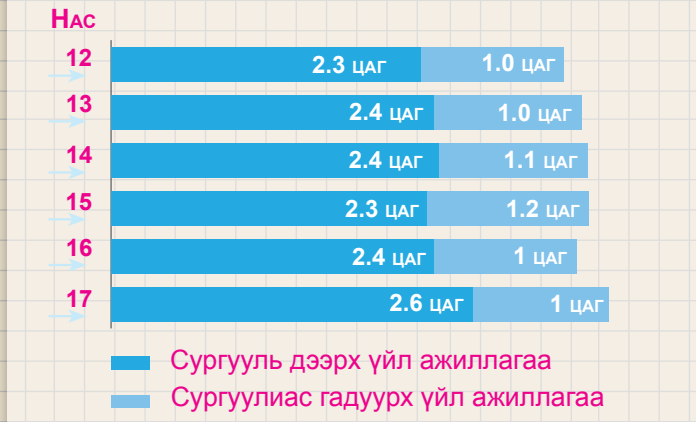 НАС
12 2.3 ЦАГ 1.0 ЦАГ
13 2.4 ЦАГ 1.0 ЦАГ
14 2.4 ЦАГ 1.1 ЦАГ
15 2.3 ЦАГ 1.2 ЦАГ
16 2.4 ЦАГ 1 ЦАГ
17 2.6 ЦАГ 1 ЦАГ
Сургууль дээрх үйл ажиллагаа
Сургуулиас гадуурх үйл ажиллагаа